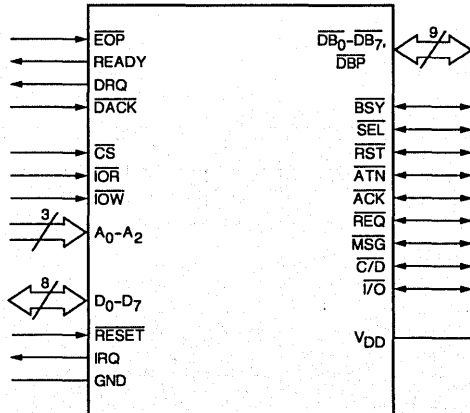 EOP
READY
DRQ
DACK
CS
IOR
IOW
3
A0-A2
8
D0-D7
RESET
IRQ
GND
DB0-DB7,
DBP
9
BSY
SEL
RST
ATN
ACK
REQ
MSG
C/D
I/O
VDD